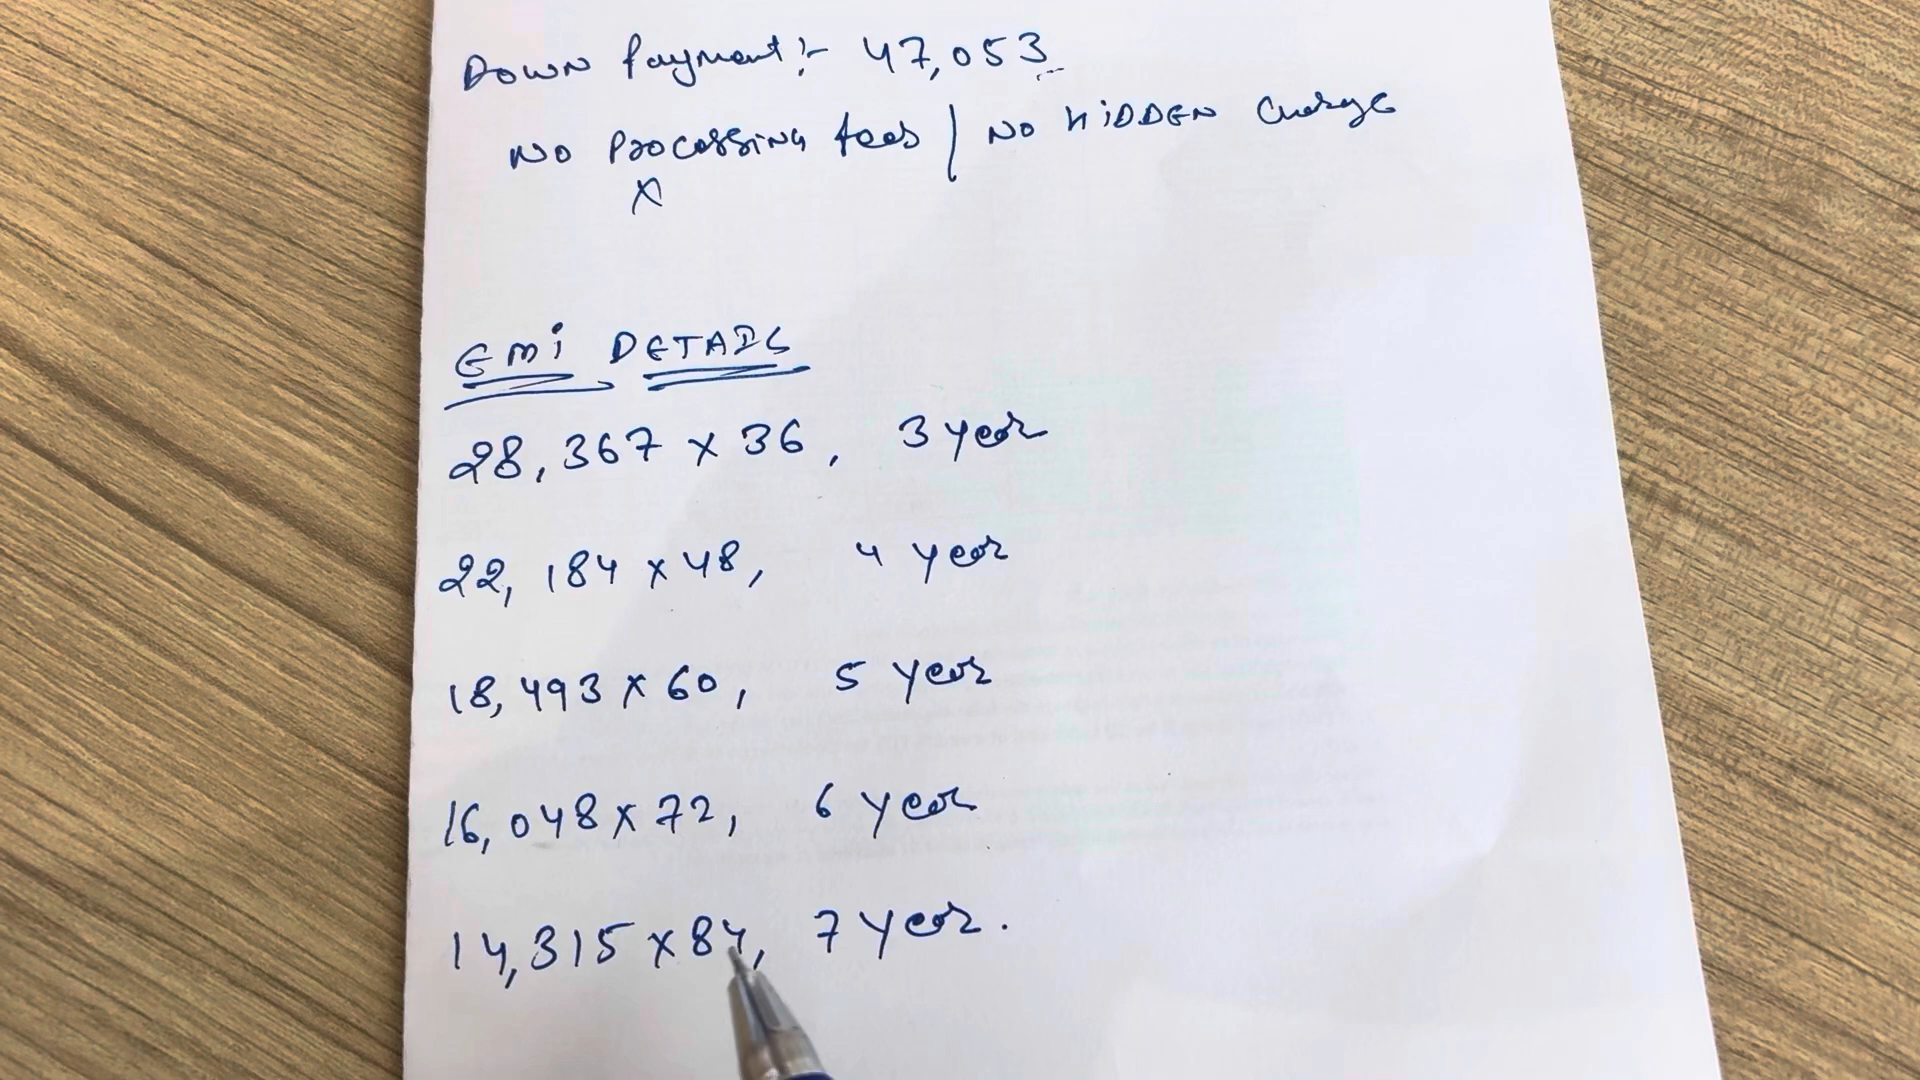 Down Payment :- 47,053
No Processing fees | No HiDDEN Charge
X
EMi DETAILS
28,367 x 36, 3 year
22,184 x 48, 4 year
18,493 x 60, 5 year
16,048 x 72, 6 year
14,315 x 84, 7 year.